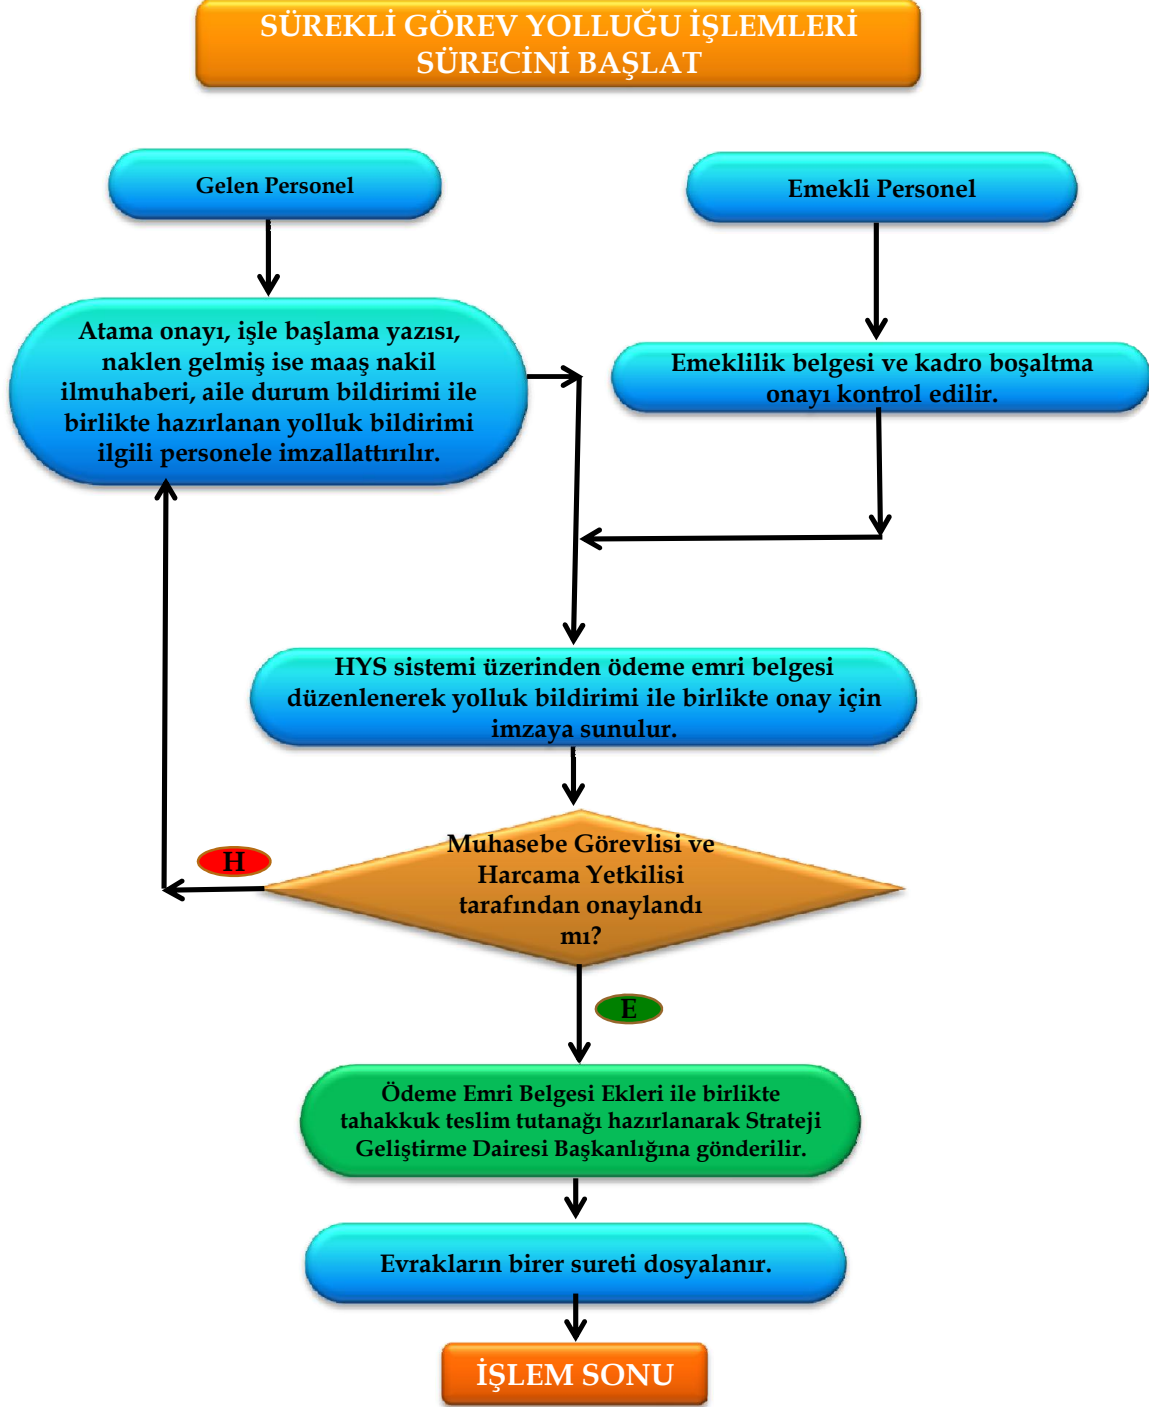 SÜREKLİ GÖREV YOLLUĞU İŞLEMLERİ
SÜRECİNİ BAŞLAT
Gelen Personel
Emekli Personel
Atama onayı, işle başlama yazısı,
naklen gelmiş ise maaş nakil
ilmuhaberi, aile durum bildirimi ile
birlikte hazırlanan yolluk bildirimi
ilgili personele imzallattırılır.
Emeklilik belgesi ve kadro boşaltma
onayı kontrol edilir.
HYS sistemi üzerinden ödeme emri belgesi
düzenlenerek yolluk bildirimi ile birlikte onay için
imzaya sunulur.
Muhasebe Görevlisi ve
Harcama Yetkilisi
tarafından onaylandı
mı?
H
E
Ödeme Emri Belgesi Ekleri ile birlikte
tahakkuk teslim tutanağı hazırlanarak Strateji
Geliştirme Dairesi Başkanlığına gönderilir.
Evrakların birer sureti dosyalanır.
İŞLEM SONU